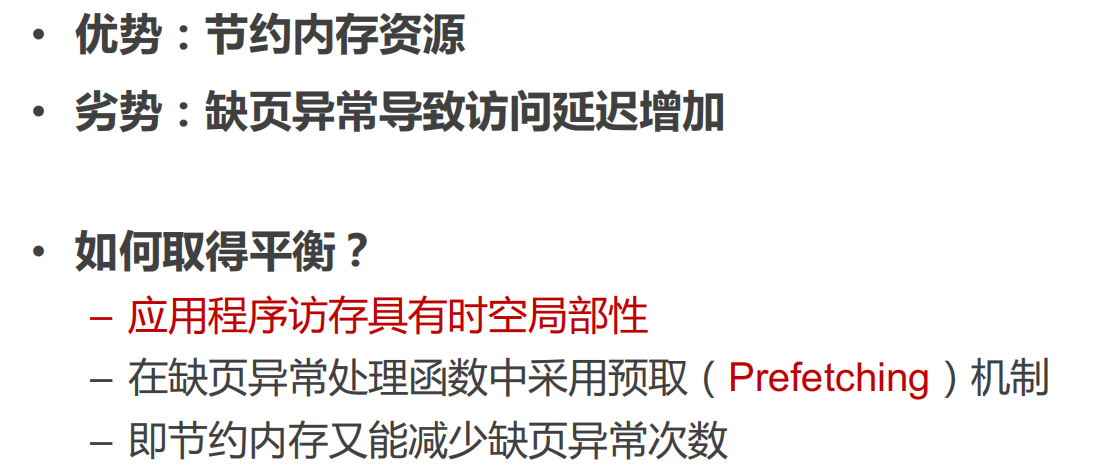 • 优势：节约内存资源
• 劣势：缺页异常导致访问延迟增加
• 如何取得平衡？
– 应用程序访存具有时空局部性
– 在缺页异常处理函数中采用预取（Prefetching）机制
– 即节约内存又能减少缺页异常次数